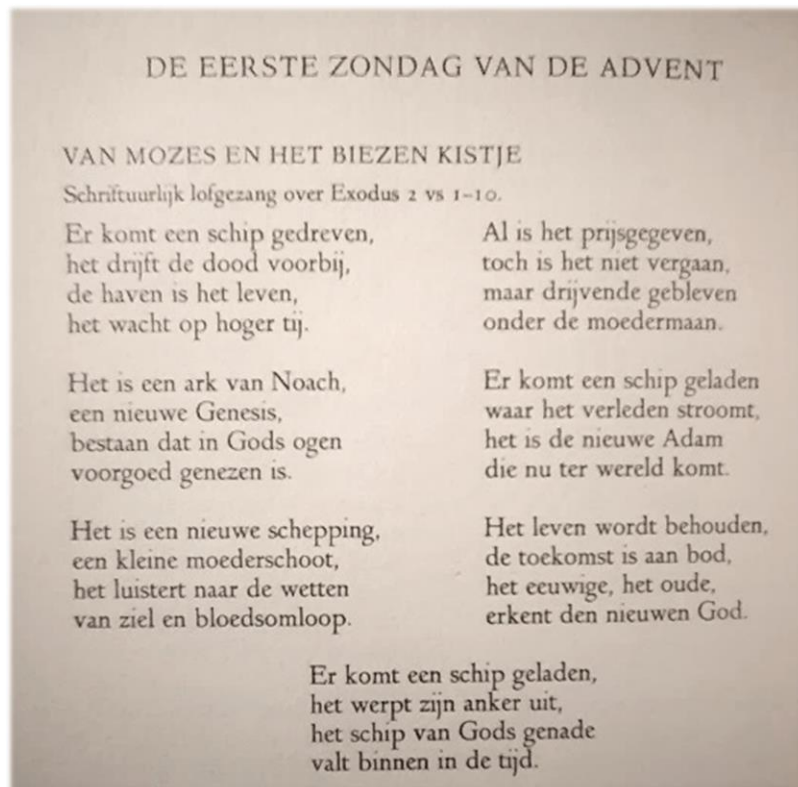 DE EERSTE ZONDAG VAN DE ADVENT
VAN MOZES EN HET BIEZEN KISTJE
Schriftuurlijk lofgezang over Exodus 2 vs 1-10.
Er komt een schip gedreven,
het drijft de dood voorbij,
de haven is het leven,
het wacht op hoger tij.
Het is een ark van Noach,
een nieuwe Genesis,
bestaan dat in Gods ogen
voorgoed genezen is.
Het is een nieuwe schepping,
een kleine moederschoot,
het luistert naar de wetten
van ziel en bloedsomloop.
Al is het prijsgegeven,
toch is het niet vergaan,
maar drijvende gebleven
onder de moedermaan.
Er komt een schip geladen
waar het verleden stroomt,
het is de nieuwe Adam
die nu ter wereld komt.
Het leven wordt behouden,
de toekomst is aan bod,
het eeuwige, het oude,
erkent den nieuwen God.
Er komt een schip geladen,
het werpt zijn anker uit,
het schip van Gods genade
valt binnen in de tijd.